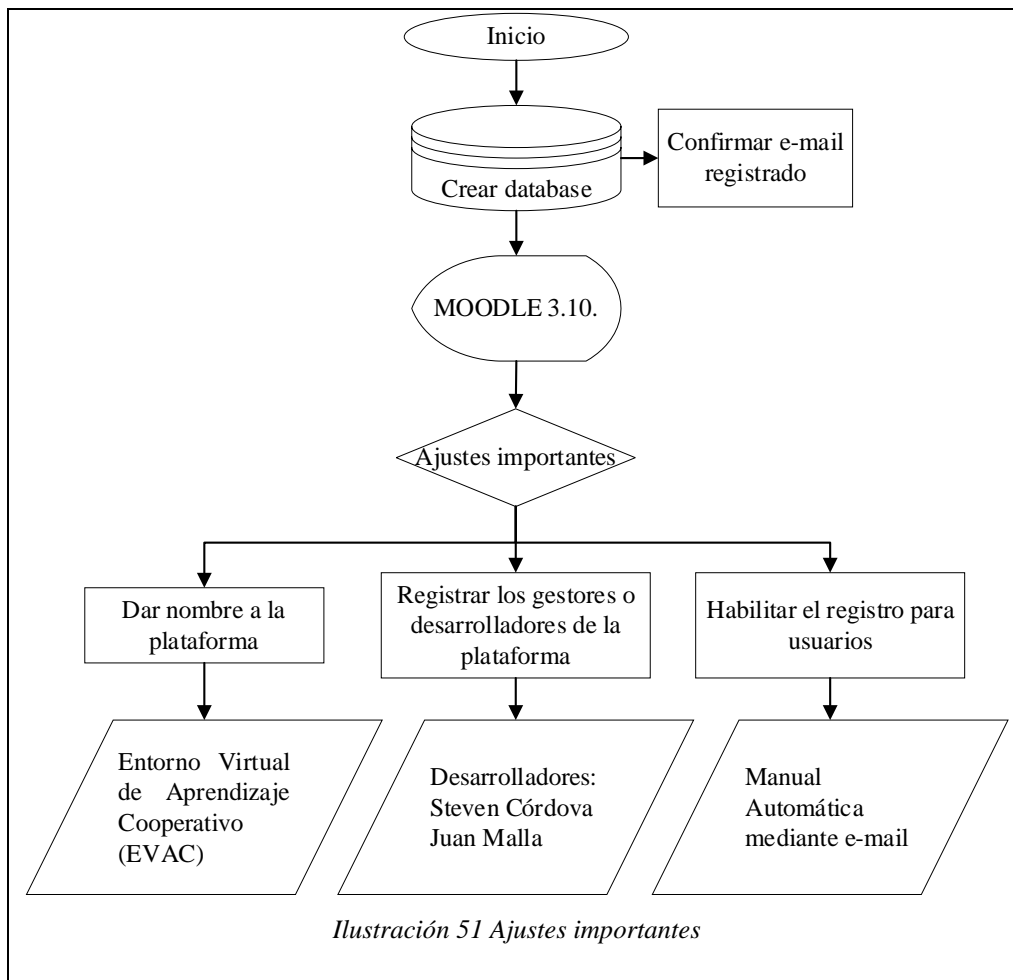 Inicio
Crear database
Confirmar e-mail
registrado
MOODLE 3.10.
Ajustes importantes
Dar nombre a la
plataforma
Registrar los gestores o
desarrolladores de la
plataforma
Habilitar el registro para
usuarios
Entorno Virtual
de Aprendizaje
Cooperativo
(EVAC)
Desarrolladores:
Steven Córdova
Juan Malla
Manual
Automática
mediante e-mail
Ilustración 51 Ajustes importantes